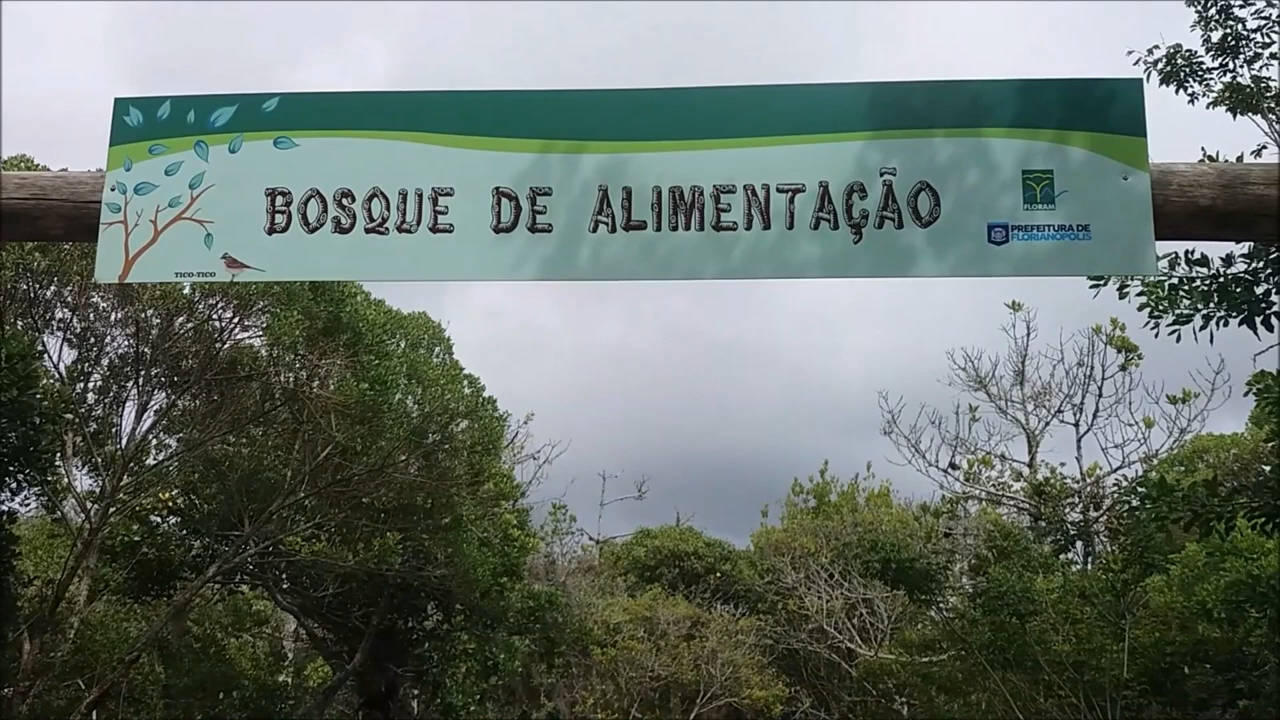 BOSQUE DE ALIMENTAÇÃO
FLORAM
PREFEITURA DE
FLORIANÓPOLIS
TICO-TICO